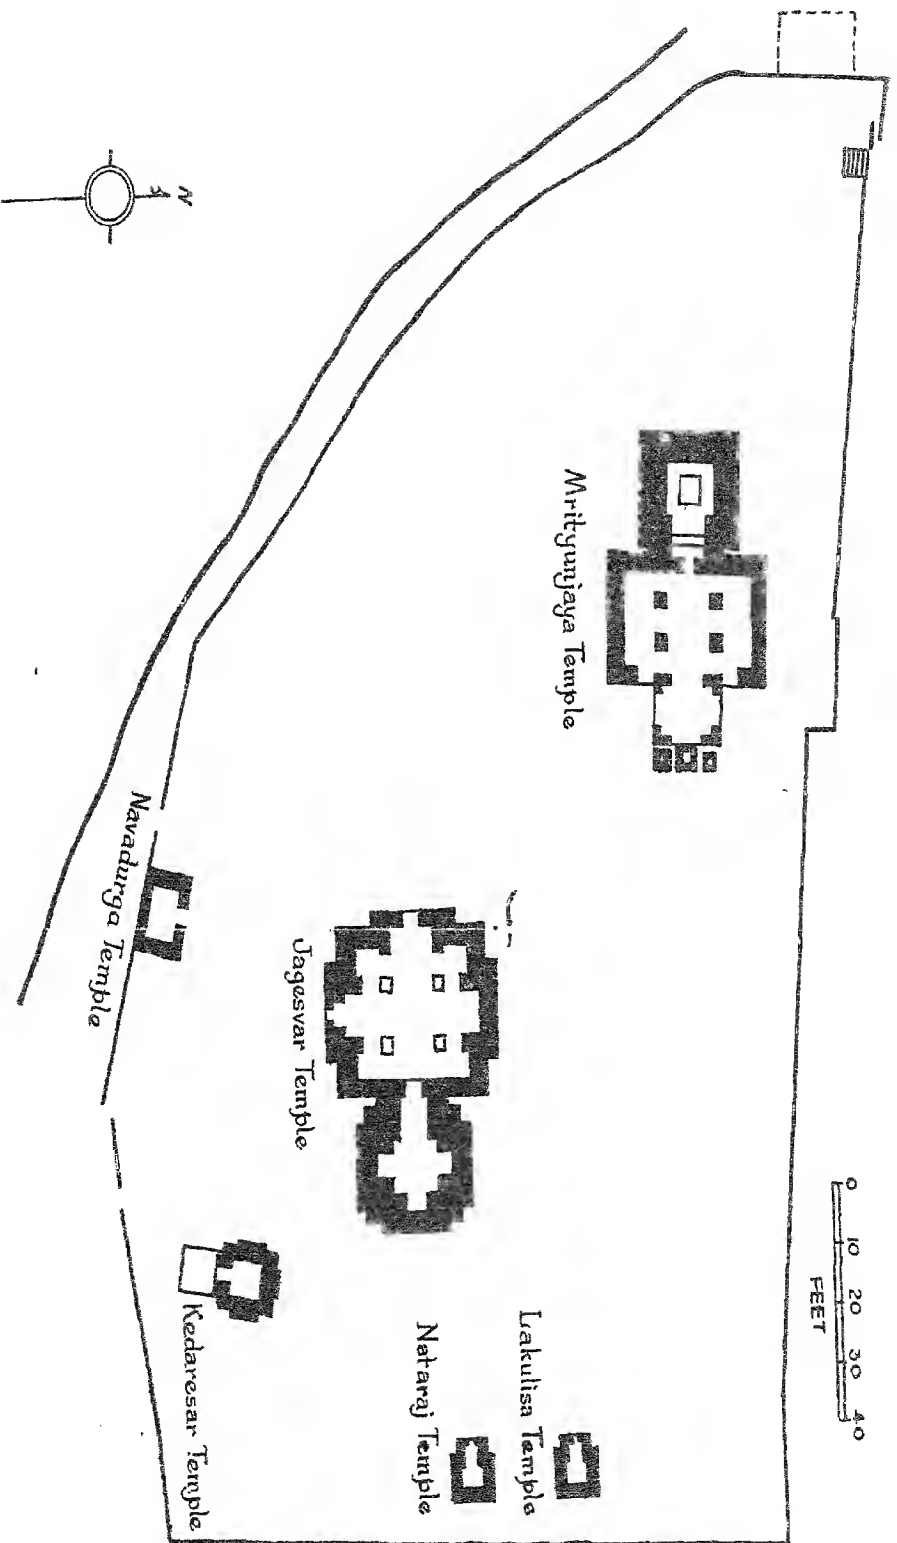 N
Mrityunjaya Temple
Navadurga Temple
Jagesvar Temple
0 10 20 30 40
FEET
Lakulisa Temple
Nataraj Temple
Kedaresar Temple